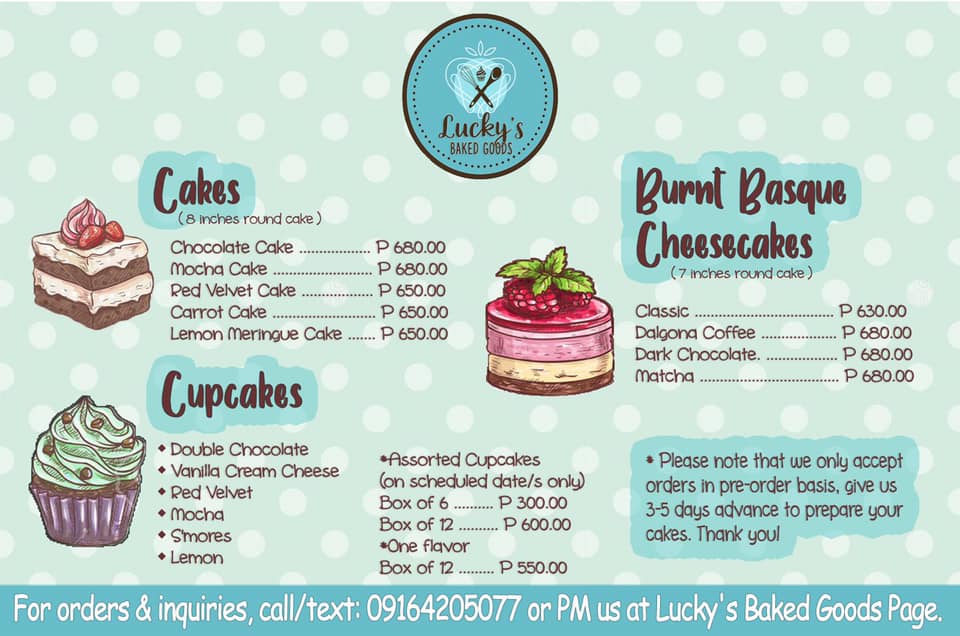 Lucky's
BAKED GOODS
Cakes
(8 inches round cake)
Chocolate Cake ................. P 680.00
Mocha Cake ........................ P 680.00
Red Velvet Cake ................. P 650.00
Carrot Cake ......................... P 650.00
Lemon Meringue Cake ....... P 650.00
Cupcakes
◆ Double Chocolate
◆ Vanilla Cream Cheese
◆ Red Velvet
◆ Mocha
◆ S'mores
◆ Lemon
*Assorted Cupcakes
(on scheduled date/s only)
Box of 6 .......... P 300.00
Box of 12 .......... P 600.00
*One flavor
Box of 12 ......... P 550.00
Burnt Basque
Cheesecakes
(7 inches round cake)
Classic ................................. P 630.00
Dalgona Coffee .................. P 680.00
Dark Chocolate. ................. P 680.00
Matcha ................................. P 680.00
* Please note that we only accept
orders in pre-order basis, give us
3-5 days advance to prepare your
cakes. Thank you!
For orders & inquiries, call/text: 09164205077 or PM us at Lucky's Baked Goods Page.